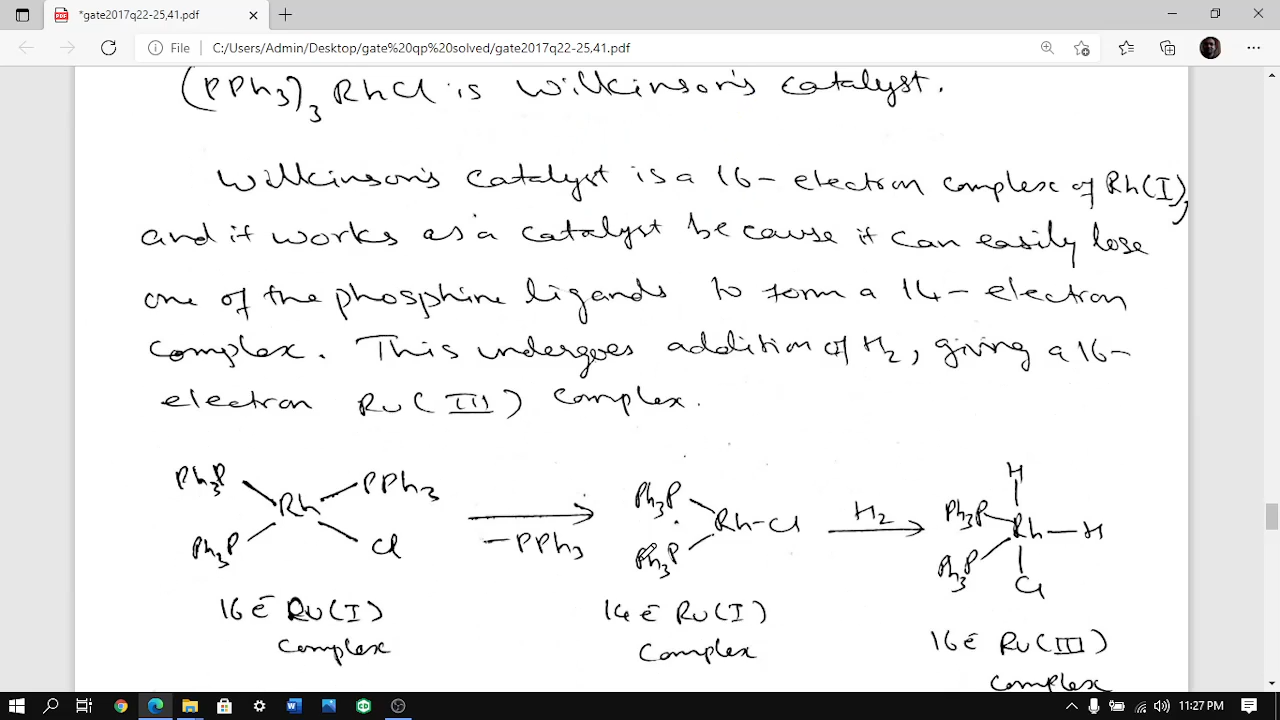 *gate2017q22-25,41.pdf
File C:/Users/Admin/Desktop/gate%20qp%20solved/gate2017q22-25,41.pdf
(PPh3)3 RhCl is Wilkinson's catalyst.
Wilkinson's catalyst is a 16-electron complex of Rh(I),
and it works as a catalyst because it can easily lose
one of the phosphine ligands to form a 14-electron
complex. This undergoes addition of H2, giving a 16-
electron Ru(III) complex.
Ph3P Rh PPh3 Ph3P Cl
-PPh3
Ph3P Rh-Cl Ph3P
H2
H Ph3P Rh-H Ph3P Cl
16e- Ru(I) complex
14e- Ru(I) complex
16e- Ru(III) complex
11:27 PM